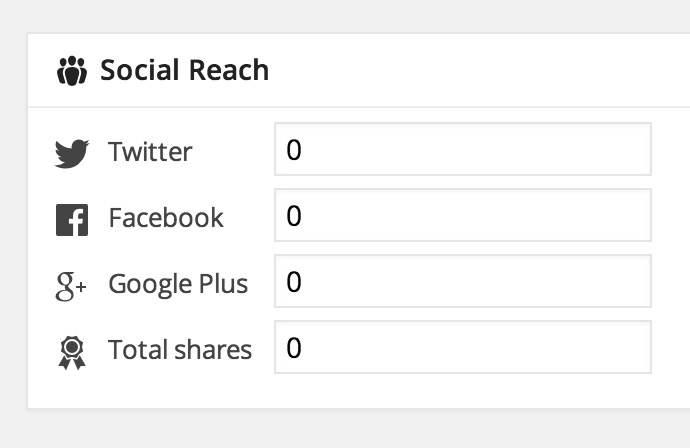 Social Reach
Twitter 0
Facebook 0
Google Plus 0
Total shares 0